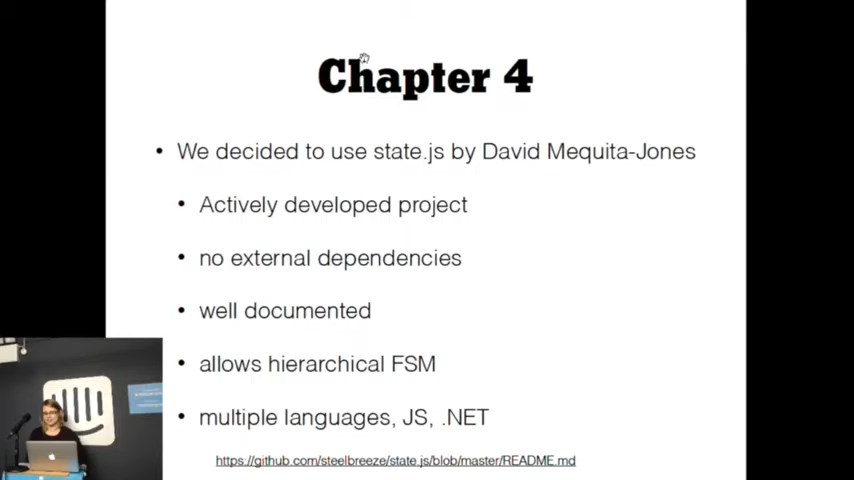 Chapter 4
• We decided to use state.js by David Mequita-Jones
• Actively developed project
• no external dependencies
• well documented
• allows hierarchical FSM
• multiple languages, JS, .NET
https://github.com/steelbreeze/state.js/blob/master/README.md